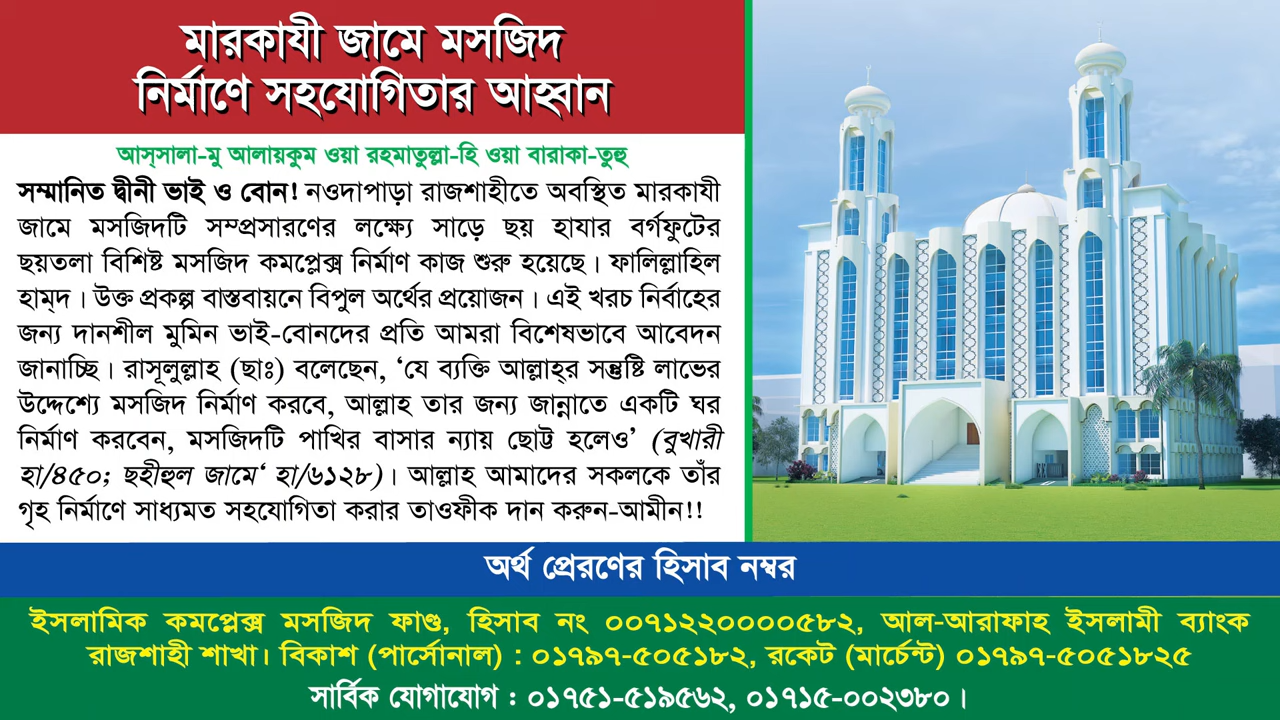 মারকাযী জামে মসজিদ
নির্মাণে সহযোগিতার আহ্বান
আস্সালা-মু আলায়কুম ওয়া রহমাতুল্লা-হি ওয়া বারাকা-তুহু
সম্মানিত দ্বীনী ভাই ও বোন! নওদাপাড়া রাজশাহীতে অবস্থিত মারকাযী
জামে মসজিদটি সম্প্রসারণের লক্ষ্যে সাড়ে ছয় হাযার বর্গফুটের
ছয়তলা বিশিষ্ট মসজিদ কমপ্লেক্স নির্মাণ কাজ শুরু হয়েছে। ফালিল্লাহিল
হাম্দ। উক্ত প্রকল্প বাস্তবায়নে বিপুল অর্থের প্রয়োজন। এই খরচ নির্বাহের
জন্য দানশীল মুমিন ভাই-বোনদের প্রতি আমরা বিশেষভাবে আবেদন
জানাচ্ছি। রাসূলুল্লাহ (ছাঃ) বলেছেন, ‘যে ব্যক্তি আল্লাহ্‌র সন্তুষ্টি লাভের
উদ্দেশ্যে মসজিদ নির্মাণ করবে, আল্লাহ তার জন্য জান্নাতে একটি ঘর
নির্মাণ করবেন, মসজিদটি পাখির বাসার ন্যায় ছোট্ট হলেও’ (বুখারী
হা/৪৫০; ছহীহুল জামে‘ হা/৬১২৮)। আল্লাহ আমাদের সকলকে তাঁর
গৃহ নির্মাণে সাধ্যমত সহযোগিতা করার তাওফীক দান করুন-আমীন!!
অর্থ প্রেরণের হিসাব নম্বর
ইসলামিক কমপ্লেক্স মসজিদ ফাণ্ড, হিসাব নং ০০৭১২২০০০০৫৮২, আল-আরাফাহ ইসলামী ব্যাংক
রাজশাহী শাখা। বিকাশ (পার্সোনাল) : ০১৭৯৭-৫০৫১৮২, রকেট (মার্চেন্ট) ০১৭৯৭-৫০৫১৮২৫
সার্বিক যোগাযোগ : ০১৭৫১-৫১৯৫৬২, ০১৭১৫-০০২৩৮০।